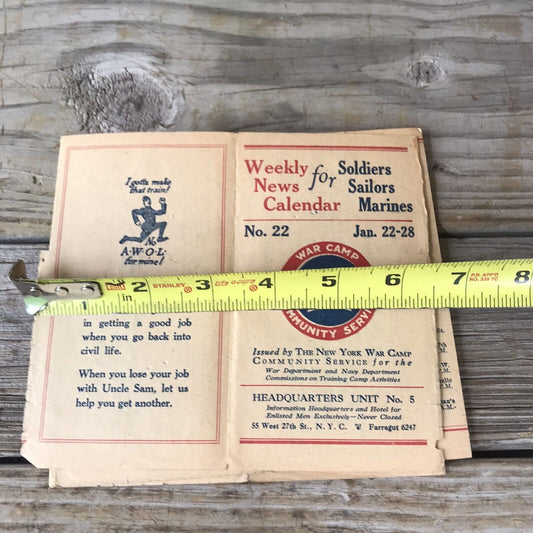 I gotta make
that train!
No
A·W·O·L·
for mine!
in getting a good job
when you go back into
civil life.
When you lose your job
with Uncle Sam, let us
help you get another.
Weekly
News
Calendar
for
Soldiers
Sailors
Marines
No. 22 Jan. 22-28
WAR CAMP
COMMUNITY SERVICE
1 in 2 STANLEY 3 4 5 6 7 8
Issued by THE NEW YORK WAR CAMP
COMMUNITY SERVICE for the
War Department and Navy Department
Commissions on Training Camp Activities
HEADQUARTERS UNIT No. 5
Information Headquarters and Hotel for
Enlisted Men Exclusively—Never Closed
55 West 27th St., N.Y.C. Farragut 6247